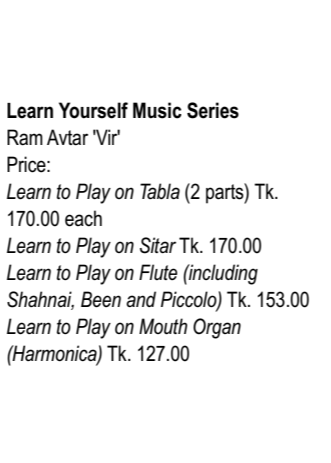 Learn Yourself Music Series
Ram Avtar 'Vir'
Price:
Learn to Play on Tabla (2 parts) Tk.
170.00 each
Learn to Play on Sitar Tk. 170.00
Learn to Play on Flute (including
Shahnai, Been and Piccolo) Tk. 153.00
Learn to Play on Mouth Organ
(Harmonica) Tk. 127.00